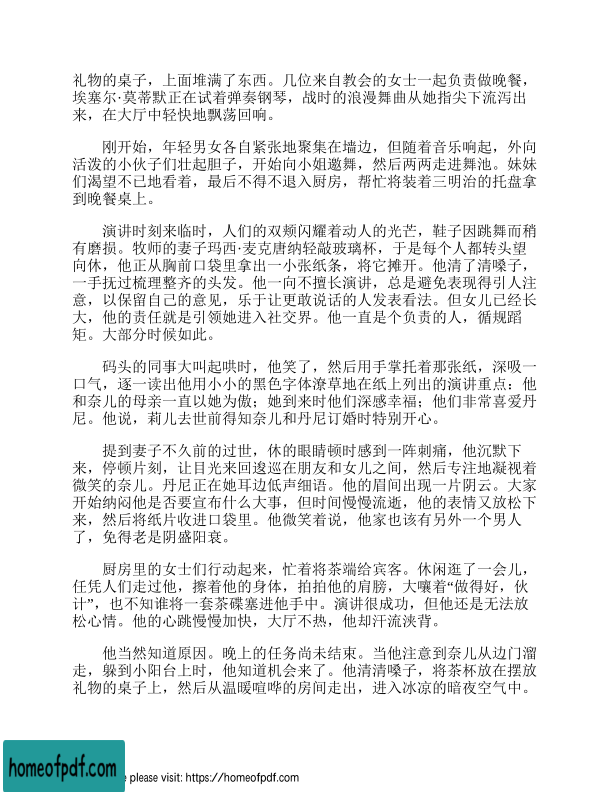 礼物的桌子，上面堆满了东西。几位来自教会的女士一起负责做晚餐，
埃塞尔·莫蒂默正在试着弹奏钢琴，战时的浪漫舞曲从她指尖下流泻出
来，在大厅中轻快地飘荡回响。
刚开始，年轻男女各自紧张地聚集在墙边，但随着音乐响起，外向
活泼的小伙子们壮起胆子，开始向小姐邀舞，然后两两走进舞池。妹妹
们渴望不已地看着，最后不得不退入厨房，帮忙将装着三明治的托盘拿
到晚餐桌上。
演讲时刻来临时，人们的双颊闪耀着动人的光芒，鞋子因跳舞而稍
有磨损。牧师的妻子玛西·麦克唐纳轻敲玻璃杯，于是每个人都转头望
向休，他正从胸前口袋里拿出一小张纸条，将它摊开。他清了清嗓子，
一手抚过梳理整齐的头发。他一向不擅长演讲，总是避免表现得引人注
意，以保留自己的意见，乐于让更敢说话的人发表看法。但女儿已经长
大，他的责任就是引领她进入社交界。他一直是个负责的人，循规蹈
矩。大部分时候如此。
码头的同事大叫起哄时，他笑了，然后用手掌托着那张纸，深吸一
口气，逐一读出他用小小的黑色字体潦草地在纸上列出的演讲重点：他
和奈儿的母亲一直以她为傲；她到来时他们深感幸福；他们非常喜爱丹
尼。他说，莉儿去世前得知奈儿和丹尼订婚时特别开心。
提到妻子不久前的过世，休的眼睛顿时感到一阵刺痛，他沉默下
来，停顿片刻，让目光来回逡巡在朋友和女儿之间，然后专注地凝视着
微笑的奈儿。丹尼正在她耳边低声细语。他的眉间出现一片阴云。大家
开始纳闷他是否要宣布什么大事，但时间慢慢流逝，他的表情又放松下
来，然后将纸片收进口袋里。他微笑着说，他家也该有另外一个男人
了，免得老是阴盛阳衰。
厨房里的女士们行动起来，忙着将茶端给宾客。休闲逛了一会儿，
任凭人们走过他，擦着他的身体，拍拍他的肩膀，大嚷着“做得好，伙
计”，也不知谁将一套茶碟塞进他手中。演讲很成功，但他还是无法放
松心情。他的心跳慢慢加快，大厅不热，他却汗流浃背。
他当然知道原因。晚上的任务尚未结束。当他注意到奈儿从边门溜
走，躲到小阳台上时，他知道机会来了。他清清嗓子，将茶杯放在摆放
礼物的桌子上，然后从温暖喧哗的房间走出，进入冰凉的暗夜空气中。
homeofpdf.com
please visit: https://homeofpdf.com